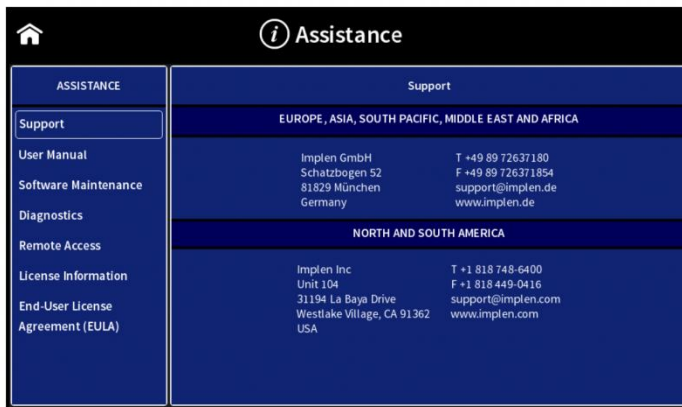 Assistance
ASSISTANCE
Support
User Manual
Software Maintenance
Diagnostics
Remote Access
License Information
End-User License
Agreement (EULA)
Support
EUROPE, ASIA, SOUTH PACIFIC, MIDDLE EAST AND AFRICA
Implen GmbH T +49 89 72637180
Schatzbogen 52 F +49 89 726371854
81829 München support@implen.de
Germany www.implen.de
NORTH AND SOUTH AMERICA
Implen Inc T +1 818 748-6400
Unit 104 F +1 818 449-0416
31194 La Baya Drive support@implen.com
Westlake Village, CA 91362 www.implen.com
USA